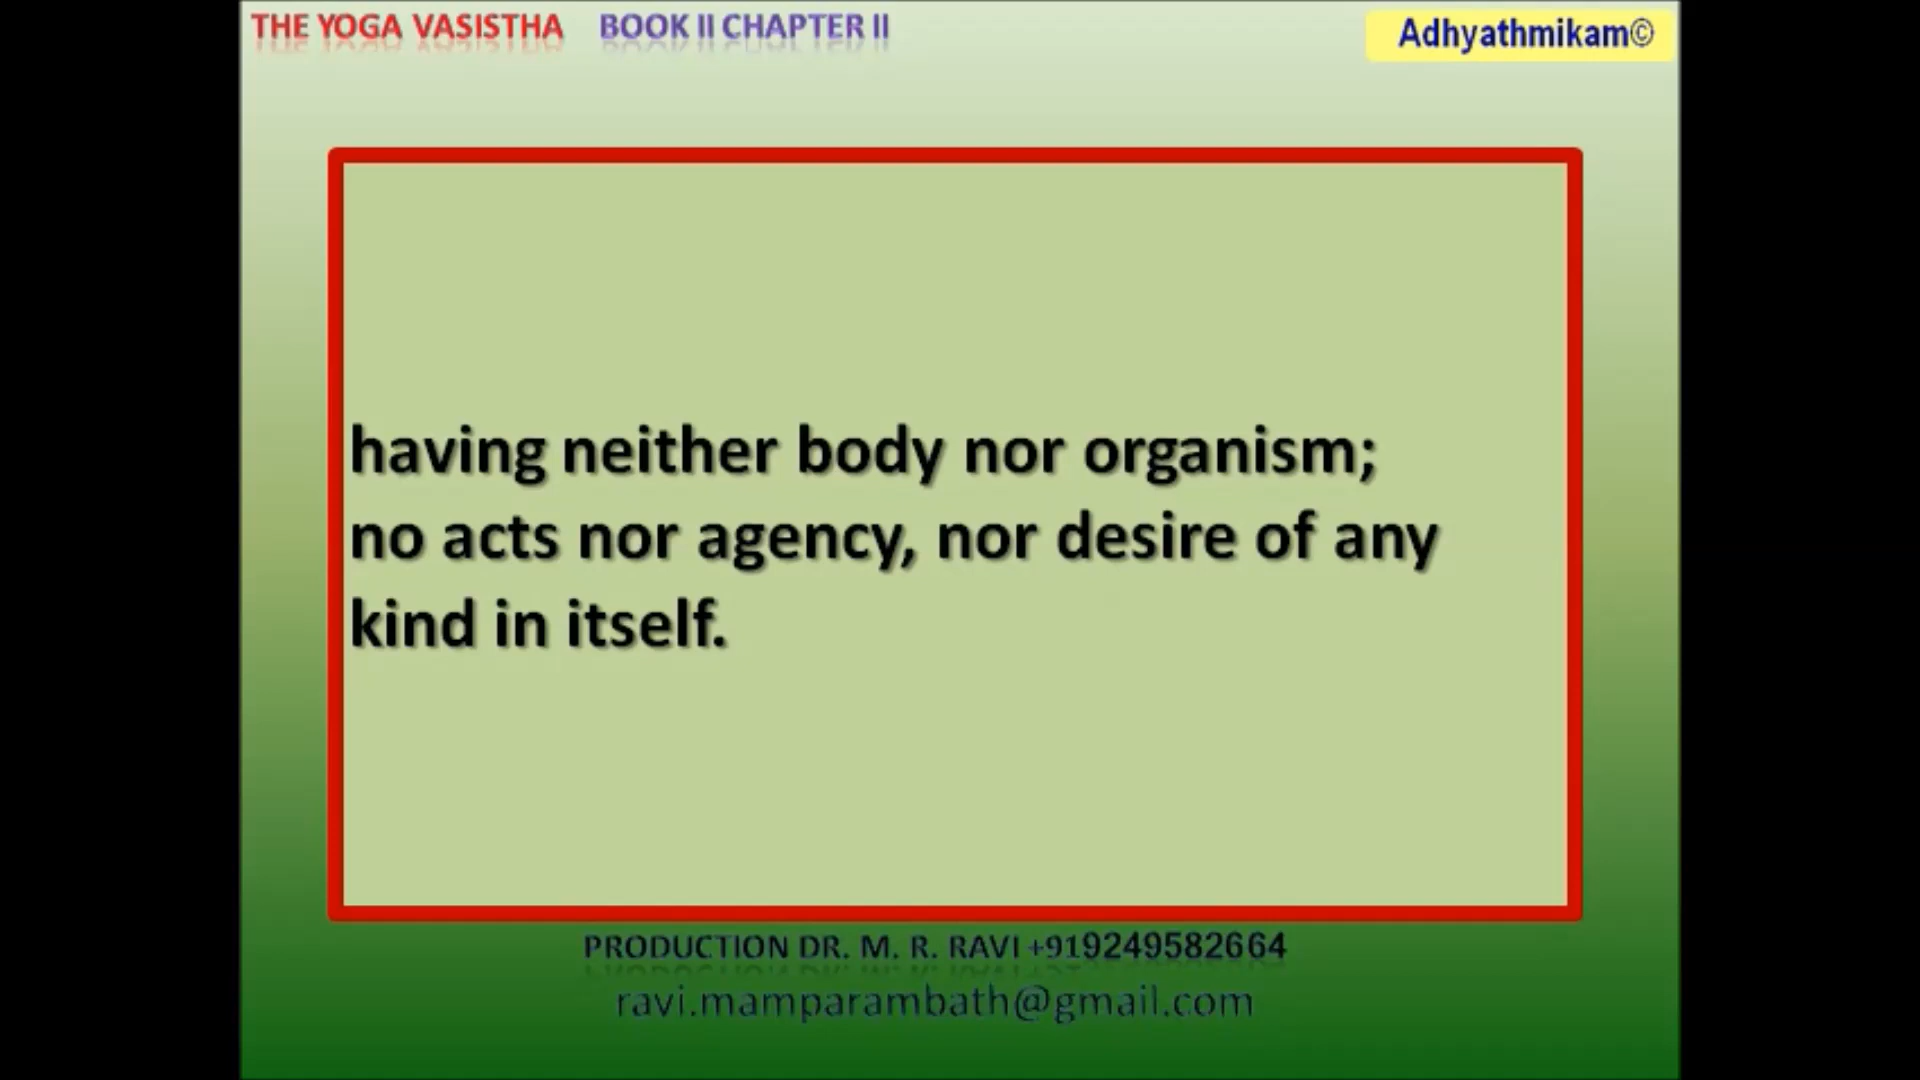 THE YOGA VASISTHA BOOK II CHAPTER II
Adhyathmikam©
having neither body nor organism;
no acts nor agency, nor desire of any
kind in itself.
PRODUCTION DR. M. R. RAVI +919249582664
ravi.mamparambath@gmail.com